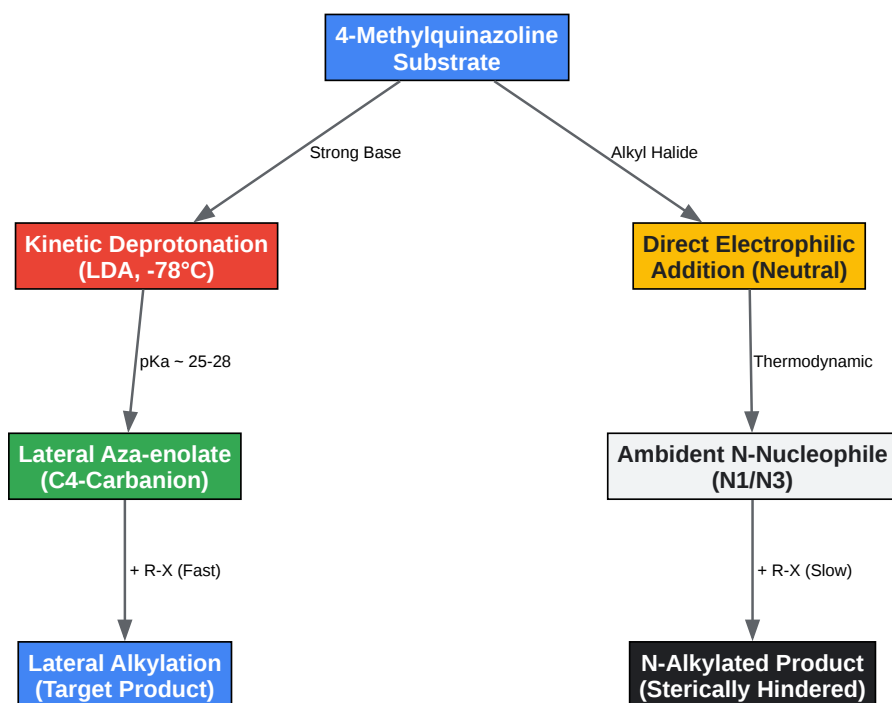 4-Methylquinazoline
Substrate
Strong Base
Alkyl Halide
Kinetic Deprotonation
(LDA, -78°C)
Direct Electrophilic
Addition (Neutral)
pKa ~ 25-28
Thermodynamic
Lateral Aza-enolate
(C4-Carbanion)
Ambident N-Nucleophile
(N1/N3)
+ R-X (Fast)
+ R-X (Slow)
Lateral Alkylation
(Target Product)
N-Alkylated Product
(Sterically Hindered)